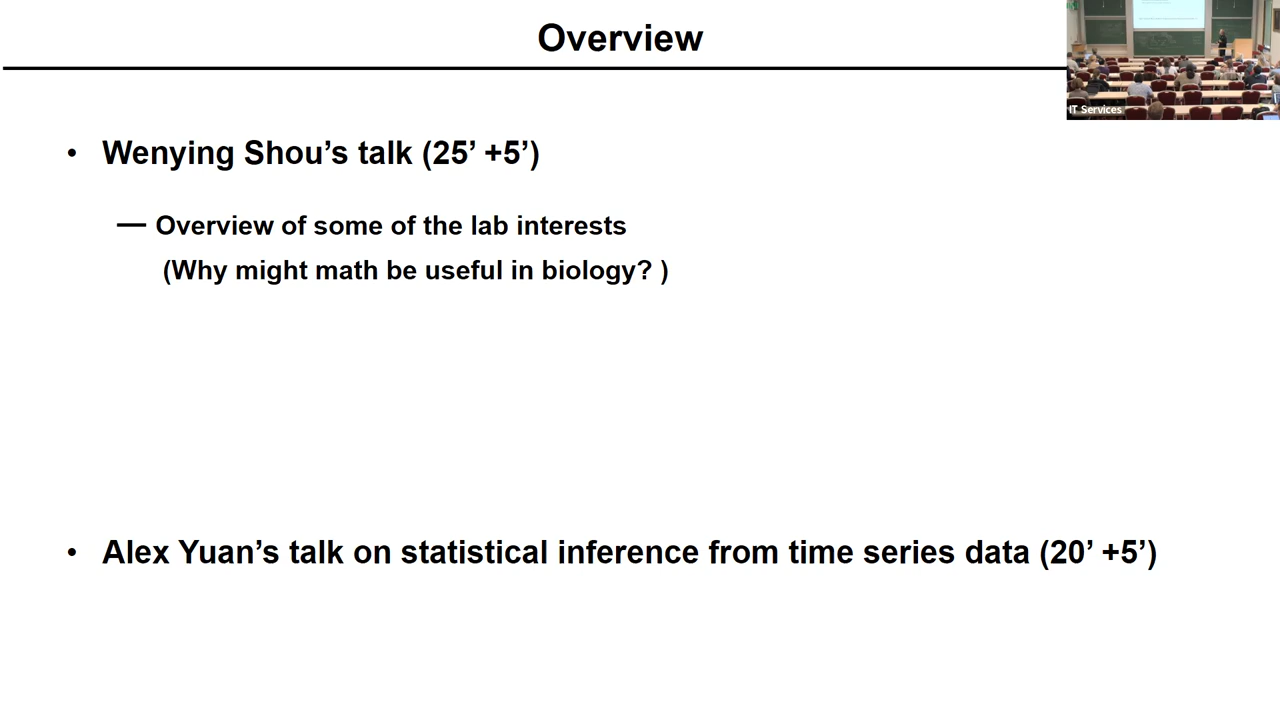 Overview
IT Services
• Wenying Shou’s talk (25’ +5’)
— Overview of some of the lab interests
(Why might math be useful in biology? )
• Alex Yuan’s talk on statistical inference from time series data (20’ +5’)